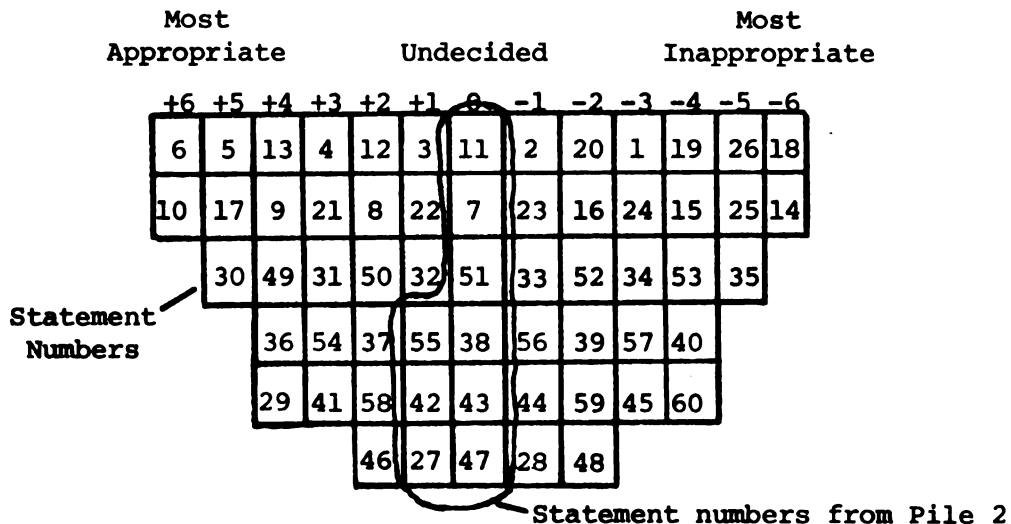 Most Appropriate
Undecided
Most Inappropriate
+6 +5 +4 +3 +2 +1 0 -1 -2 -3 -4 -5 -6
6 5 13 4 12 3 11 2 20 1 19 26 18
10 17 9 21 8 22 7 23 16 24 15 25 14
30 49 31 50 32 51 33 52 34 53 35
36 54 37 55 38 56 39 57 40
29 41 58 42 43 44 59 45 60
46 27 47 28 48
Statement
Numbers
Statement numbers from Pile 2